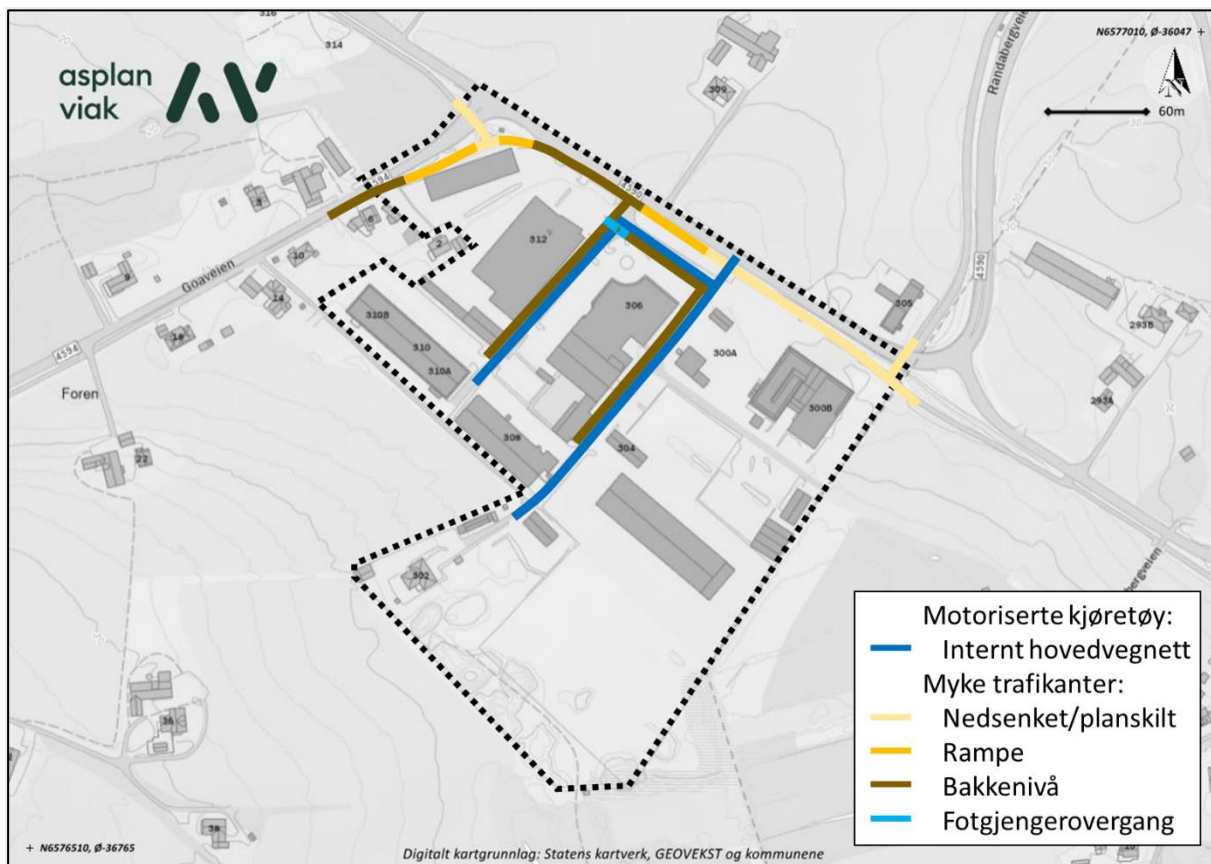 316
314
N6577010, Ø-36047 +
asplan
viak
309
Randabergveien
60m
4594
4590
3
6
312
2
10
Goaveien
9
14
4590
305
293B
310B
306
310
18
300A
310A
4594
Foren
293A
300B
308
304
22
302
36
38
Motoriserte kjøretøy:
Internt hovedvegnett
Myke trafikanter:
Nedsenket/planskilt
Rampe
Bakkenivå
Fotgjengerovergang
+ N6576510, Ø-36765
Digitalt kartgrunnlag: Statens kartverk, GEOVEKST og kommunene